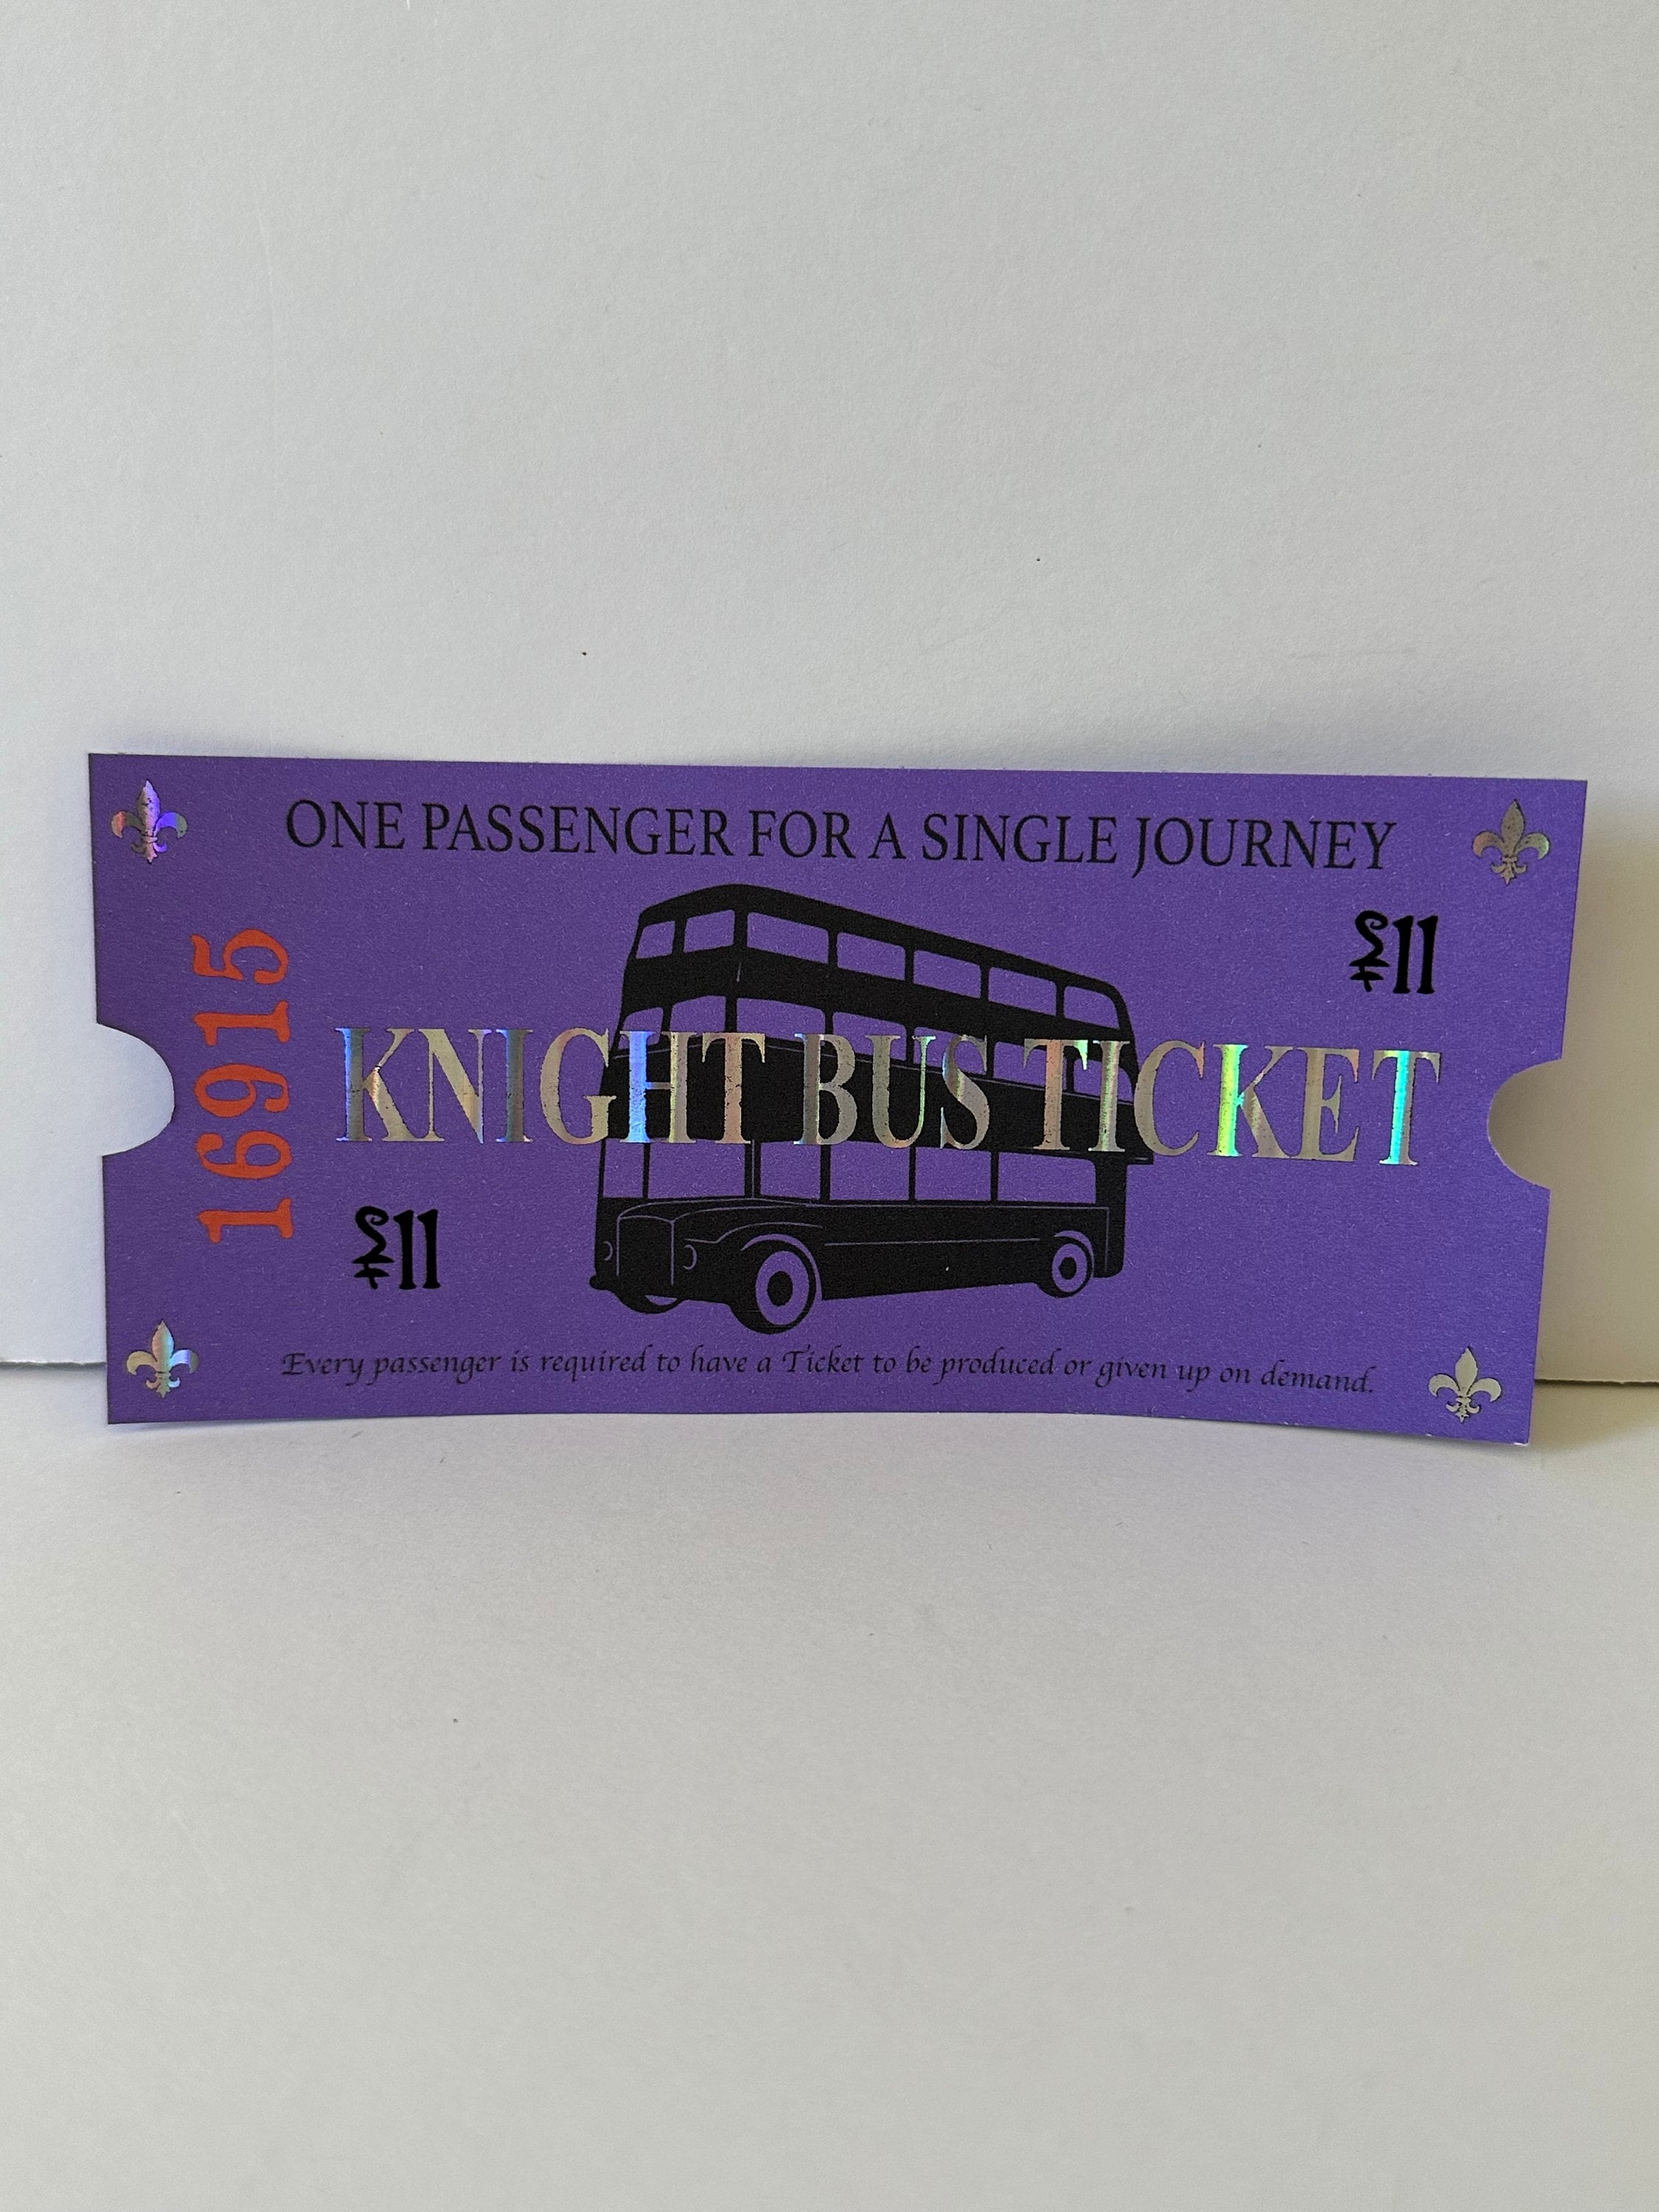 ONE PASSENGER FOR A SINGLE JOURNEY
£11
16915
KNIGHT BUS TICKET
£11
Every passenger is required to have a Ticket to be produced or given up on demand.